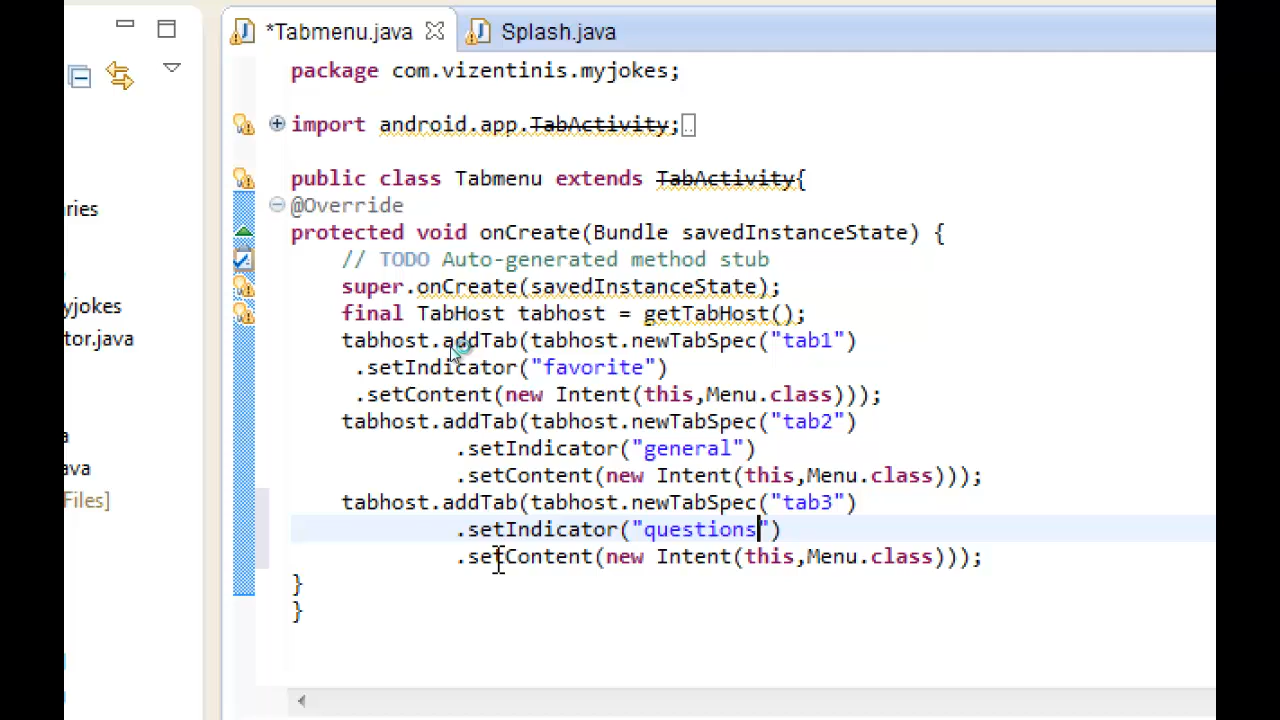 *Tabmenu.java
Splash.java
package com.vizentinis.myjokes;
import android.app.TabActivity;
public class Tabmenu extends TabActivity{
@Override
protected void onCreate(Bundle savedInstanceState) {
// TODO Auto-generated method stub
super.onCreate(savedInstanceState);
final TabHost tabhost = getTabHost();
tabhost.addTab(tabhost.newTabSpec("tab1")
.setIndicator("favorite")
.setContent(new Intent(this,Menu.class)));
tabhost.addTab(tabhost.newTabSpec("tab2")
.setIndicator("general")
.setContent(new Intent(this,Menu.class)));
tabhost.addTab(tabhost.newTabSpec("tab3")
.setIndicator("questions")
.setContent(new Intent(this,Menu.class)));
}
}
ries
yjokes
tor.java
a
ava
Files]